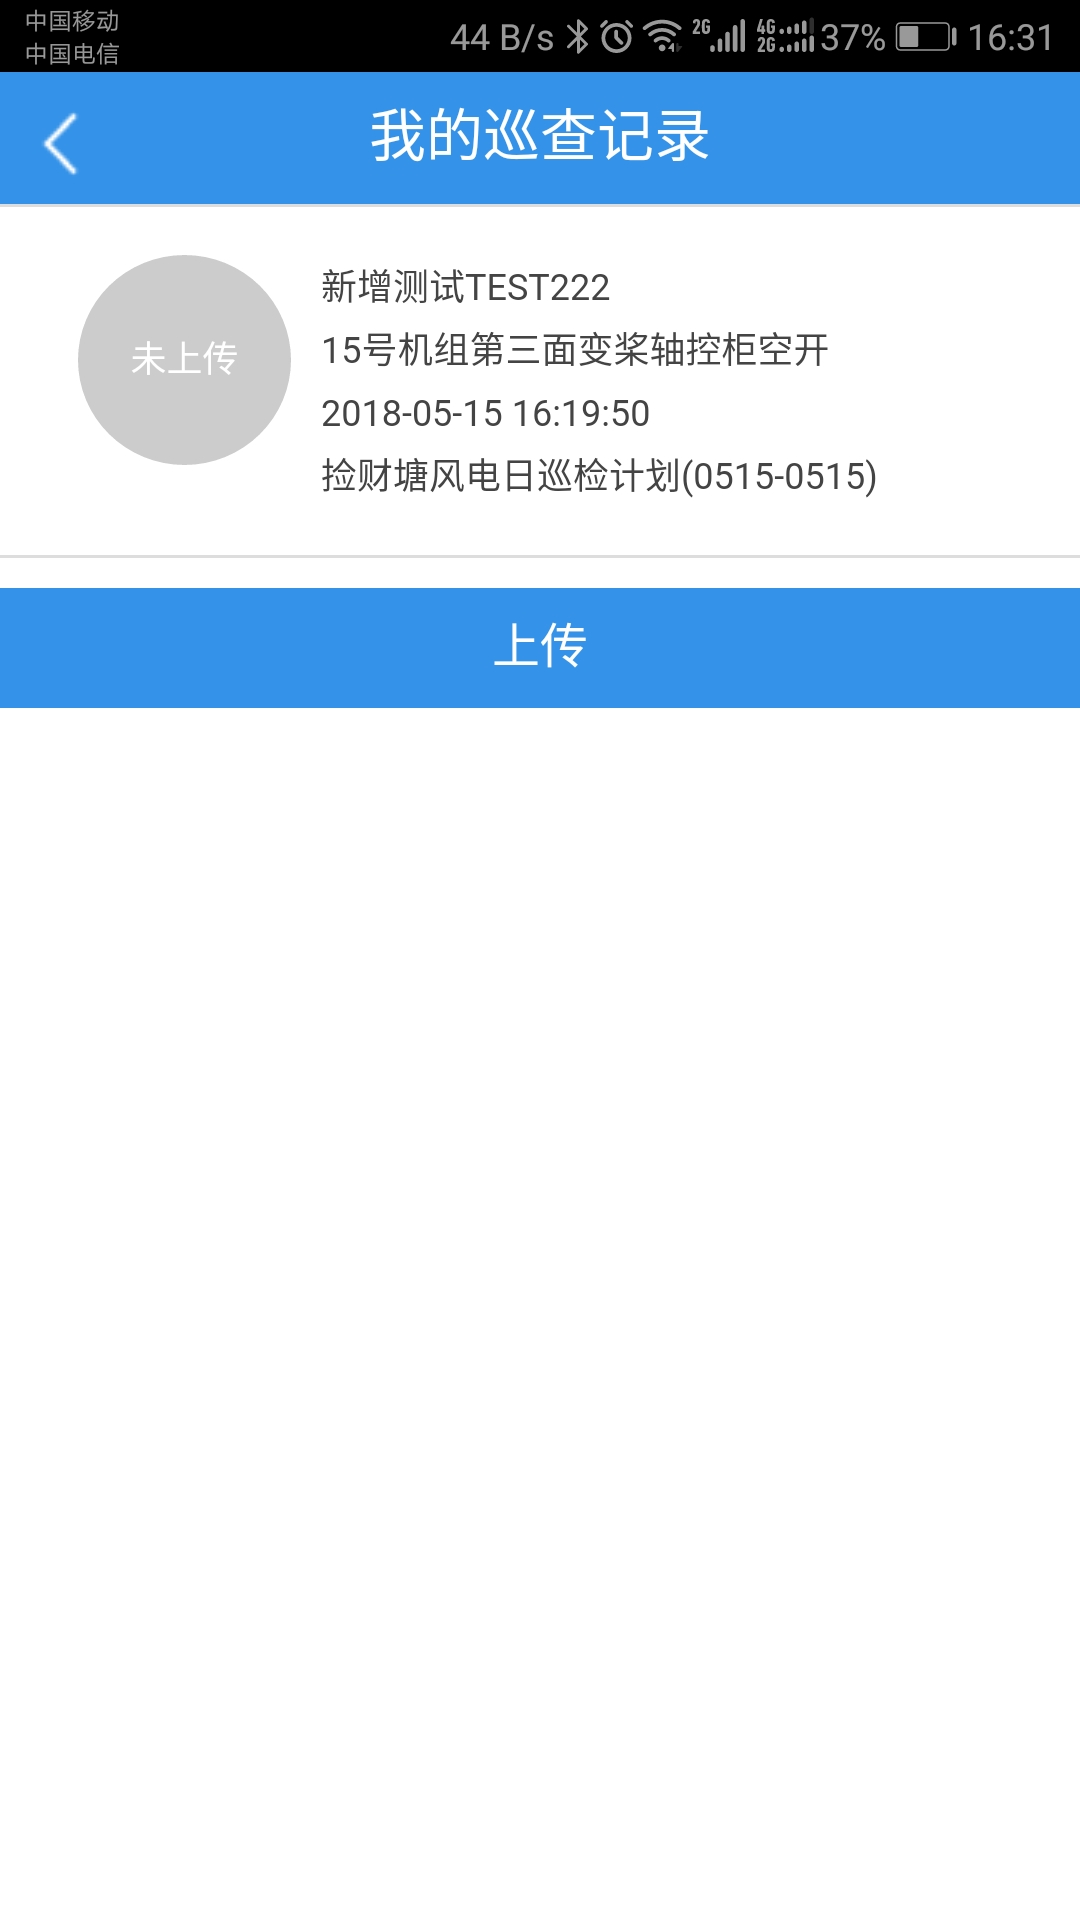 中国移动
中国电信
44 B/s 2G 4G 2G 37% 16:31
我的巡查记录
未上传
新增测试TEST222
15号机组第三面变桨轴控柜空开
2018-05-15 16:19:50
捡财塘风电日巡检计划(0515-0515)
上传